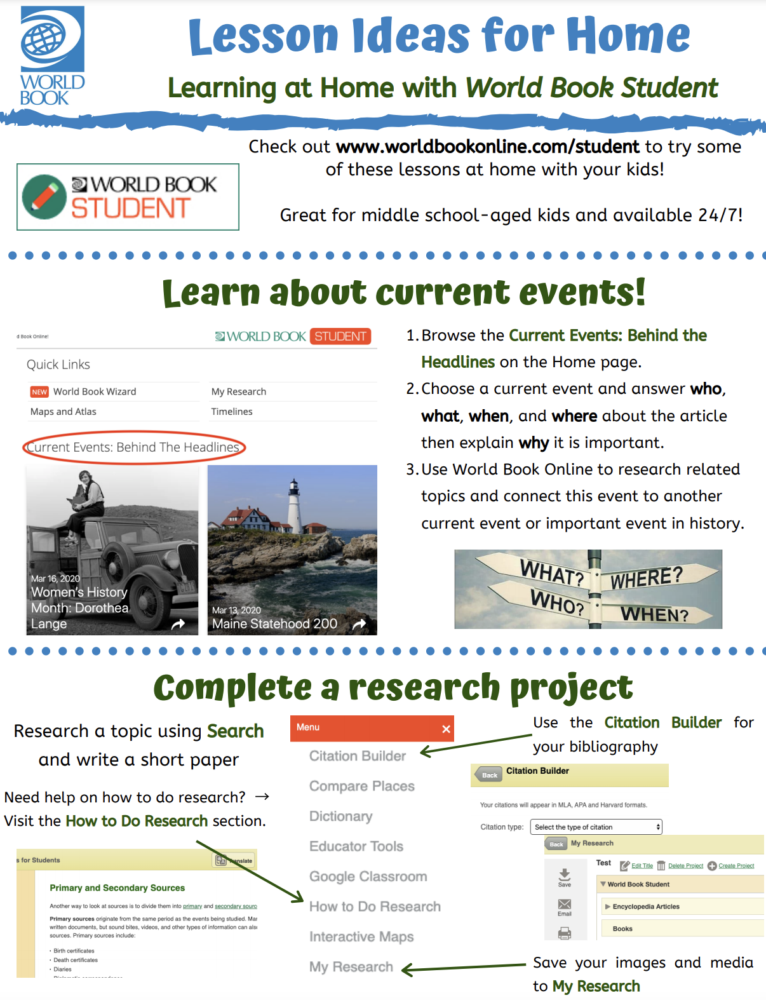 WORLD
BOOK
Lesson Ideas for Home
Learning at Home with World Book Student
Check out www.worldbookonline.com/student to try some
of these lessons at home with your kids!
WORLD BOOK
STUDENT
Great for middle school-aged kids and available 24/7!
Learn about current events!
d Book Online!
WORLD BOOK STUDENT
Quick Links
NEW World Book Wizard
My Research
Maps and Atlas
Timelines
Current Events: Behind The Headlines
Mar 16, 2020
Women's History
Month: Dorothea
Lange
Mar 13, 2020
Maine Statehood 200
1. Browse the Current Events: Behind the
Headlines on the Home page.
2. Choose a current event and answer who,
what, when, and where about the article
then explain why it is important.
3. Use World Book Online to research related
topics and connect this event to another
current event or important event in history.
WHAT?
WHERE?
WHO?
WHEN?
Complete a research project
Research a topic using Search
and write a short paper
Need help on how to do research? →
Visit the How to Do Research section.
s for Students
Translate
Primary and Secondary Sources
Another way to look at sources is to divide them into primary and secondary sourc
Primary sources originate from the same period as the events being studied. Mar
written documents, but sound bites, videos, and other types of information can als
sources. Primary sources include:
· Birth certificates
· Death certificates
· Diaries
Menu ×
Citation Builder
Compare Places
Dictionary
Educator Tools
Google Classroom
How to Do Research
Interactive Maps
My Research
Use the Citation Builder for
your bibliography
Back Citation Builder
Your citations will appear in MLA, APA and Harvard formats.
Citation type: Select the type of citation
Back My Research
Test Edit Title Delete Project Create Project
Save
Email
World Book Student
Encyclopedia Articles
Books
Save your images and media
to My Research